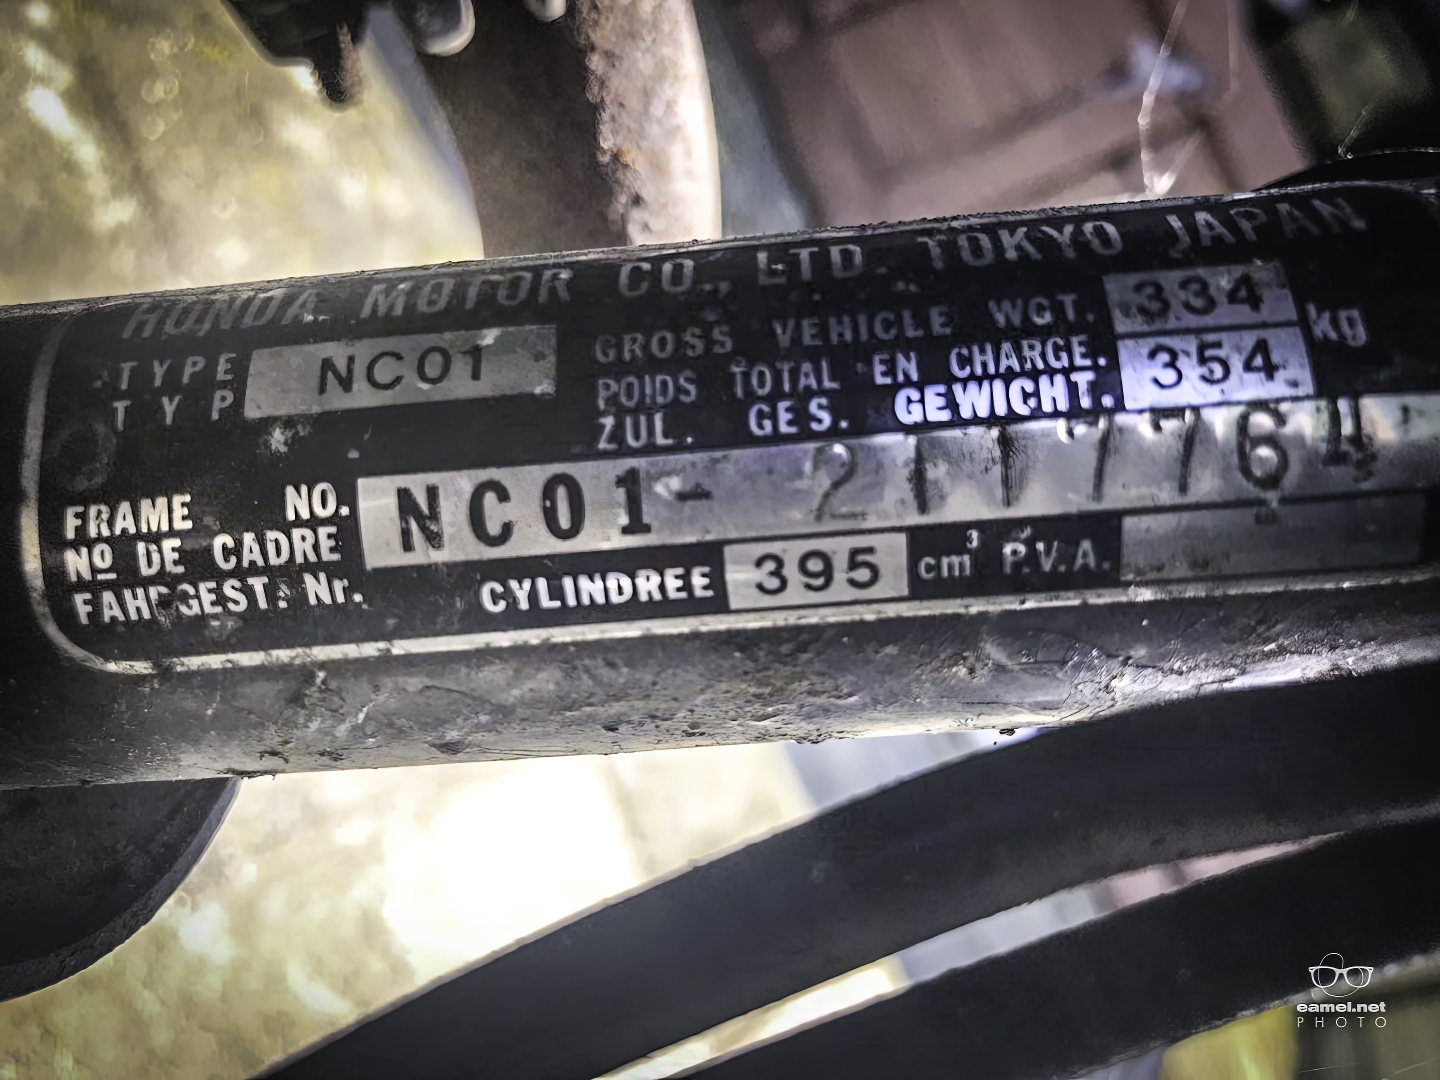 HONDA MOTOR CO., LTD. TOKYO JAPAN
TYPE
TYP
NC01
GROSS VEHICLE WGT.
POIDS TOTAL EN CHARGE.
ZUL. GES. GEWICHT.
334
354
kg
FRAME NO.
Nº DE CADRE
FAHRGEST. Nr.
NC01- 2117764
CYLINDREE 395 cm³ P.V.A.
eamel.net
PHOTO